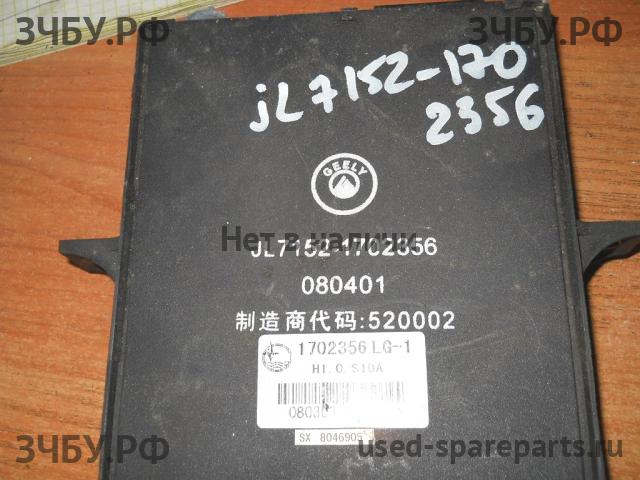 ЗЧБУ.РФ
ЗЧБУ.РФ
jL7152-170
2356
GEELY
Нет в наличии
JL7152-1702356
080401
制造商代码:520002
1702356 LG-1
H1.0 S10A
SX 8046905
ЗЧБУ.РФ
used-spareparts.ru